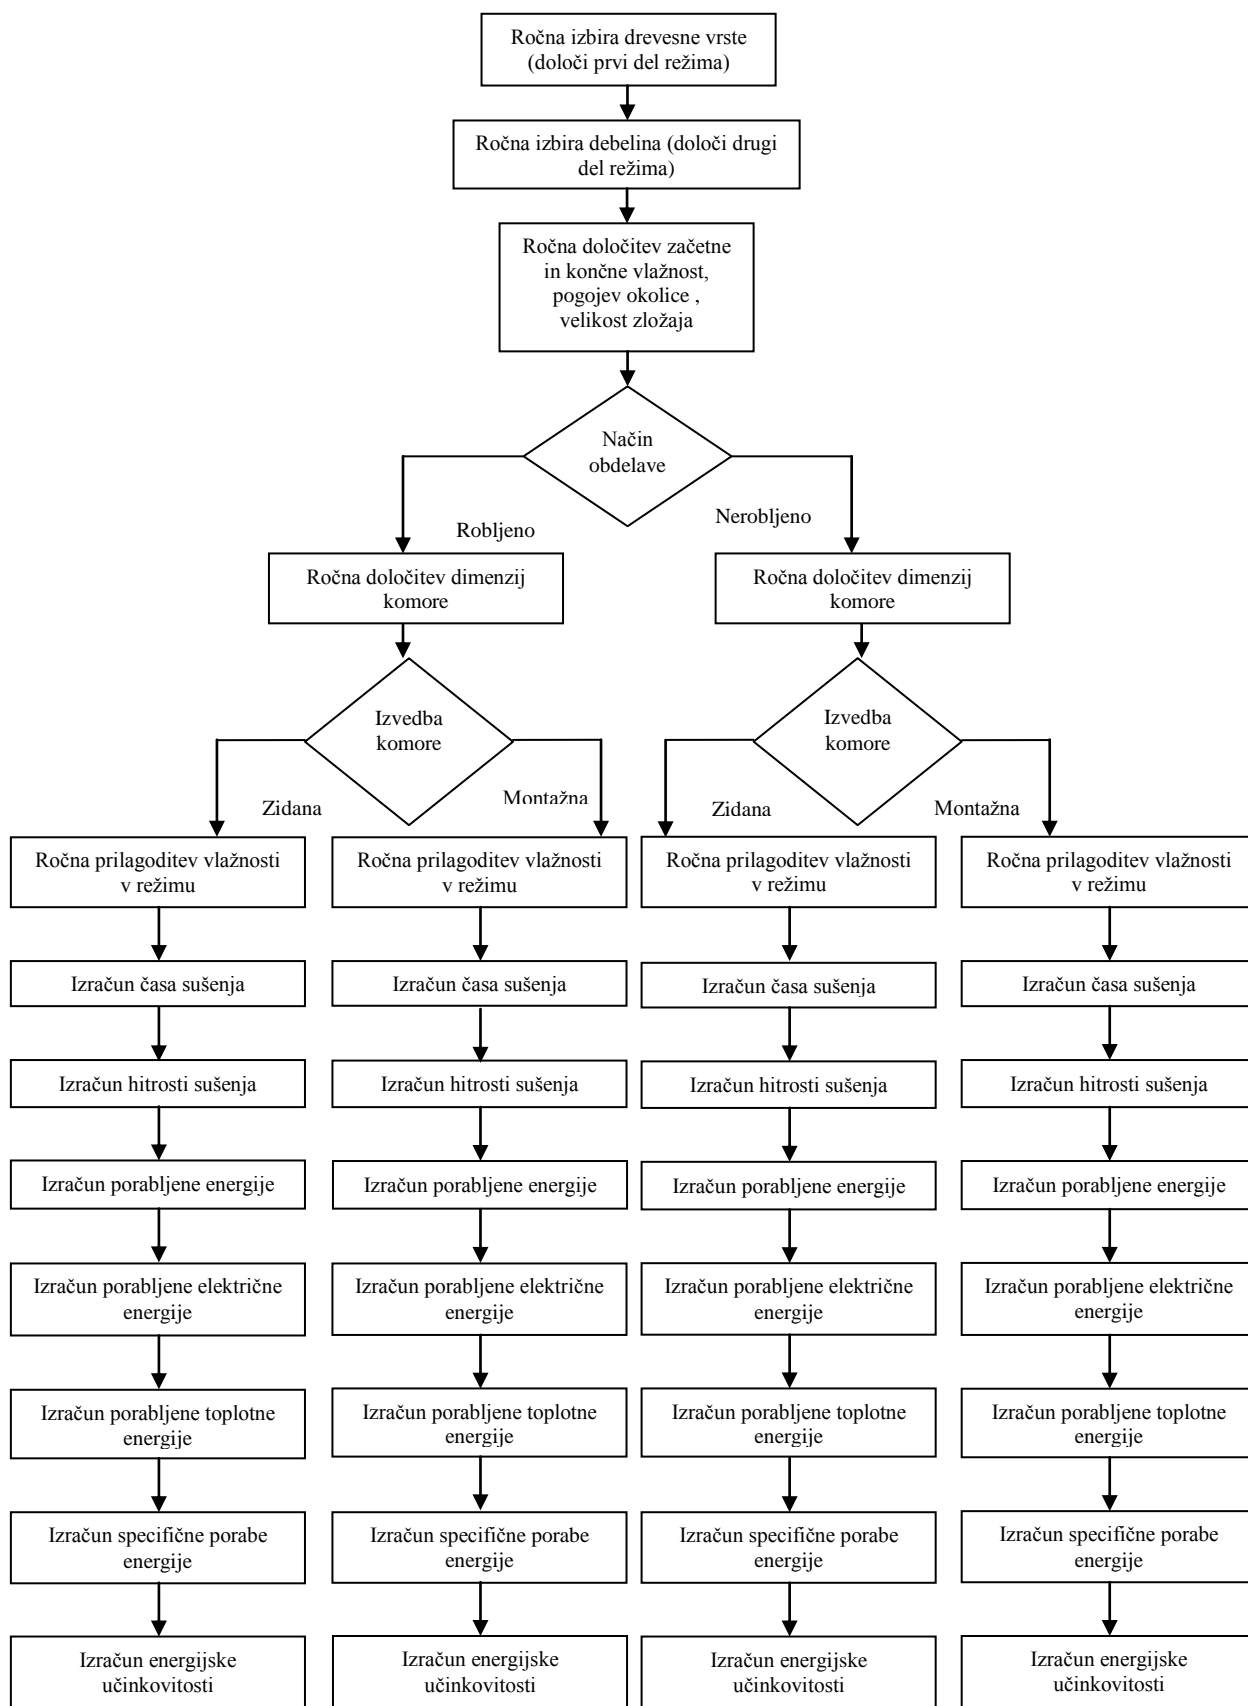 Ročna izbira drevesne vrste
(določi prvi del režima)
Ročna izbira debelina (določi drugi
del režima)
Ročna določitev začetne
in končne vlažnost,
pogojev okolice ,
velikost zložaja
Način
obdelave
Robljeno
Nerobljeno
Ročna določitev dimenzij
komore
Ročna določitev dimenzij
komore
Izvedba
komore
Izvedba
komore
Zidana
Montažna
Zidana
Montažna
Ročna prilagoditev vlažnosti
v režimu
Ročna prilagoditev vlažnosti
v režimu
Ročna prilagoditev vlažnosti
v režimu
Ročna prilagoditev vlažnosti
v režimu
Izračun časa sušenja
Izračun časa sušenja
Izračun časa sušenja
Izračun časa sušenja
Izračun hitrosti sušenja
Izračun hitrosti sušenja
Izračun hitrosti sušenja
Izračun hitrosti sušenja
Izračun porabljene energije
Izračun porabljene energije
Izračun porabljene energije
Izračun porabljene energije
Izračun porabljene električne
energije
Izračun porabljene električne
energije
Izračun porabljene električne
energije
Izračun porabljene električne
energije
Izračun porabljene toplotne
energije
Izračun porabljene toplotne
energije
Izračun porabljene toplotne
energije
Izračun porabljene toplotne
energije
Izračun specifične porabe
energije
Izračun specifične porabe
energije
Izračun specifične porabe
energije
Izračun specifične porabe
energije
Izračun energijske
učinkovitosti
Izračun energijske
učinkovitosti
Izračun energijske
učinkovitosti
Izračun energijske
učinkovitosti